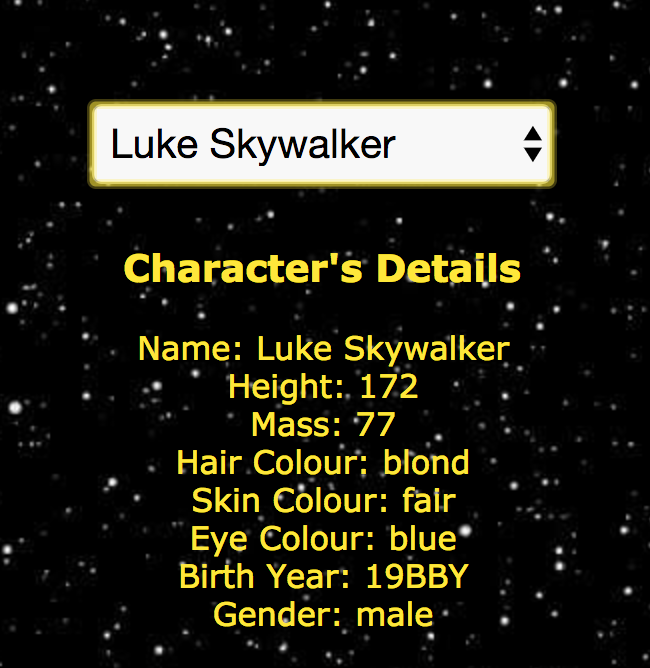 Luke Skywalker
Character's Details
Name: Luke Skywalker
Height: 172
Mass: 77
Hair Colour: blond
Skin Colour: fair
Eye Colour: blue
Birth Year: 19BBY
Gender: male